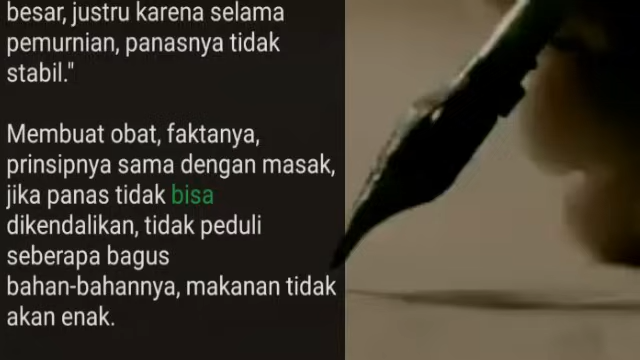 besar, justru karena selama
pemurnian, panasnya tidak
stabil."
Membuat obat, faktanya,
prinsipnya sama dengan masak,
jika panas tidak bisa
dikendalikan, tidak peduli
seberapa bagus
bahan-bahannya, makanan tidak
akan enak.